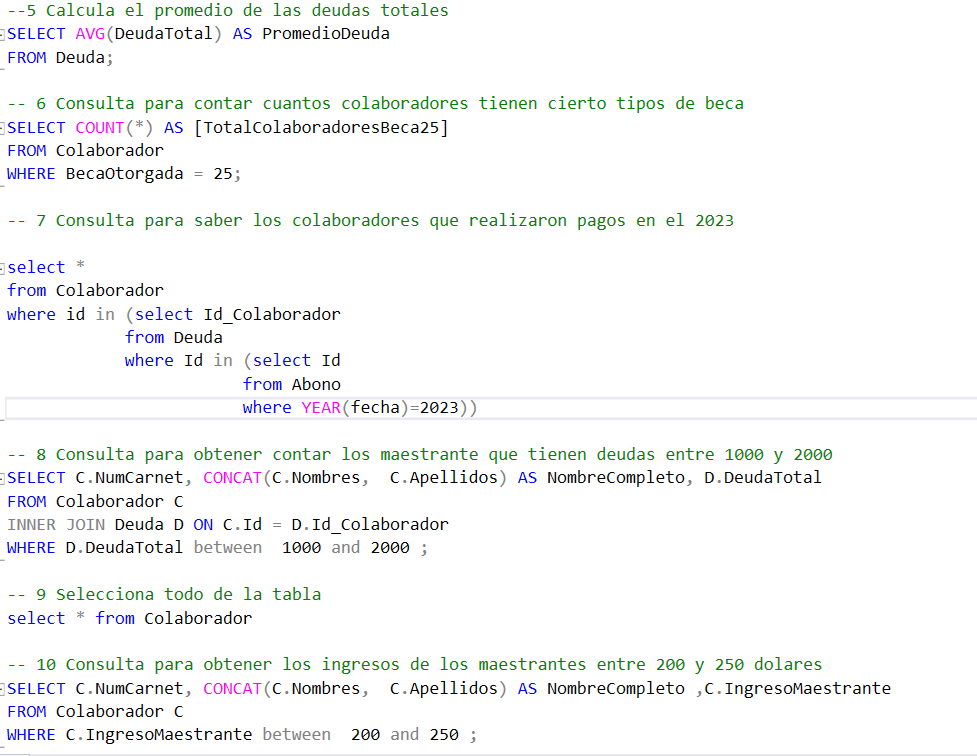 --5 Calcula el promedio de las deudas totales
SELECT AVG(DeudaTotal) AS PromedioDeuda
FROM Deuda;
-- 6 Consulta para contar cuantos colaboradores tienen cierto tipos de beca
SELECT COUNT(*) AS [TotalColaboradoresBeca25]
FROM Colaborador
WHERE BecaOtorgada = 25;
-- 7 Consulta para saber los colaboradores que realizaron pagos en el 2023
select *
from Colaborador
where id in (select Id_Colaborador
from Deuda
where Id in (select Id
from Abono
where YEAR(fecha)=2023))
-- 8 Consulta para obtener contar los maestrante que tienen deudas entre 1000 y 2000
SELECT C.NumCarnet, CONCAT(C.Nombres,  C.Apellidos) AS NombreCompleto, D.DeudaTotal
FROM Colaborador C
INNER JOIN Deuda D ON C.Id = D.Id_Colaborador
WHERE D.DeudaTotal between  1000 and 2000 ;
-- 9 Selecciona todo de la tabla
select * from Colaborador
-- 10 Consulta para obtener los ingresos de los maestrantes entre 200 y 250 dolares
SELECT C.NumCarnet, CONCAT(C.Nombres,  C.Apellidos) AS NombreCompleto ,C.IngresoMaestrante
FROM Colaborador C
WHERE C.IngresoMaestrante between  200 and 250 ;